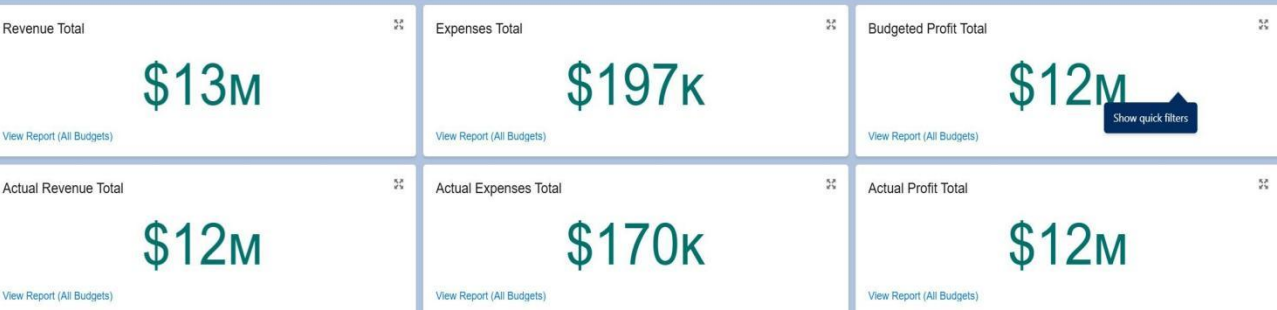 Revenue Total
$13M
View Report (All Budgets)
Expenses Total
$197K
View Report (All Budgets)
Budgeted Profit Total
$12M
Show quick filters
View Report (All Budgets)
Actual Revenue Total
$12M
View Report (All Budgets)
Actual Expenses Total
$170K
View Report (All Budgets)
Actual Profit Total
$12M
View Report (All Budgets)